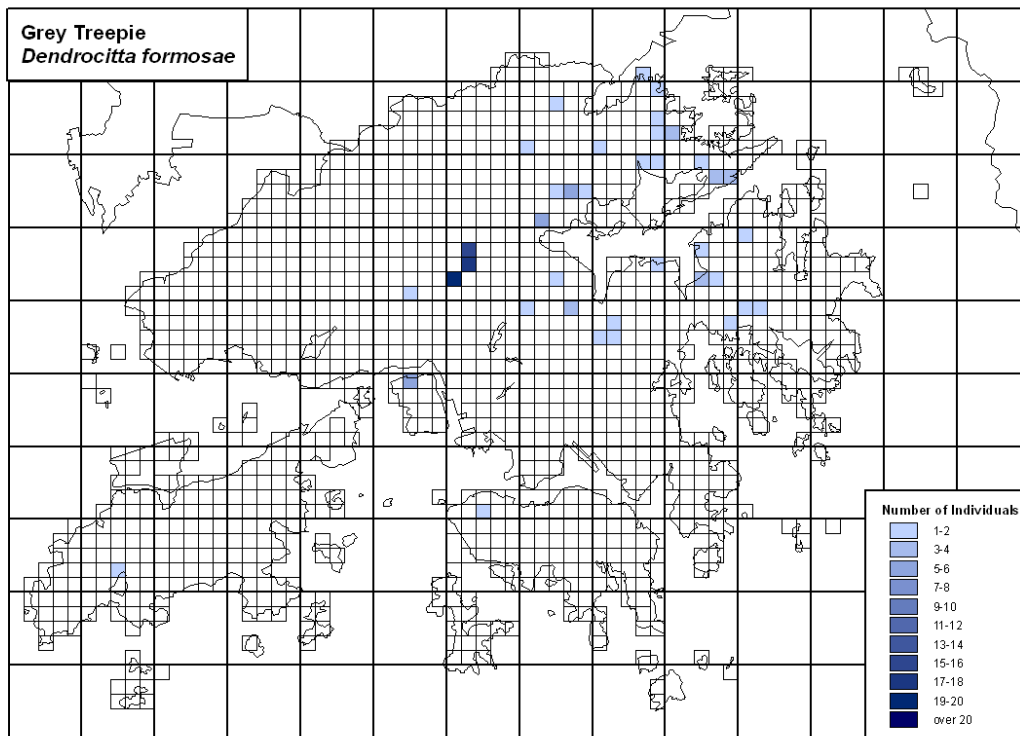 Grey Treepie
Dendrocitta formosae
Number of Individuals
1-2
3-4
5-6
7-8
9-10
11-12
13-14
15-16
17-18
19-20
over 20